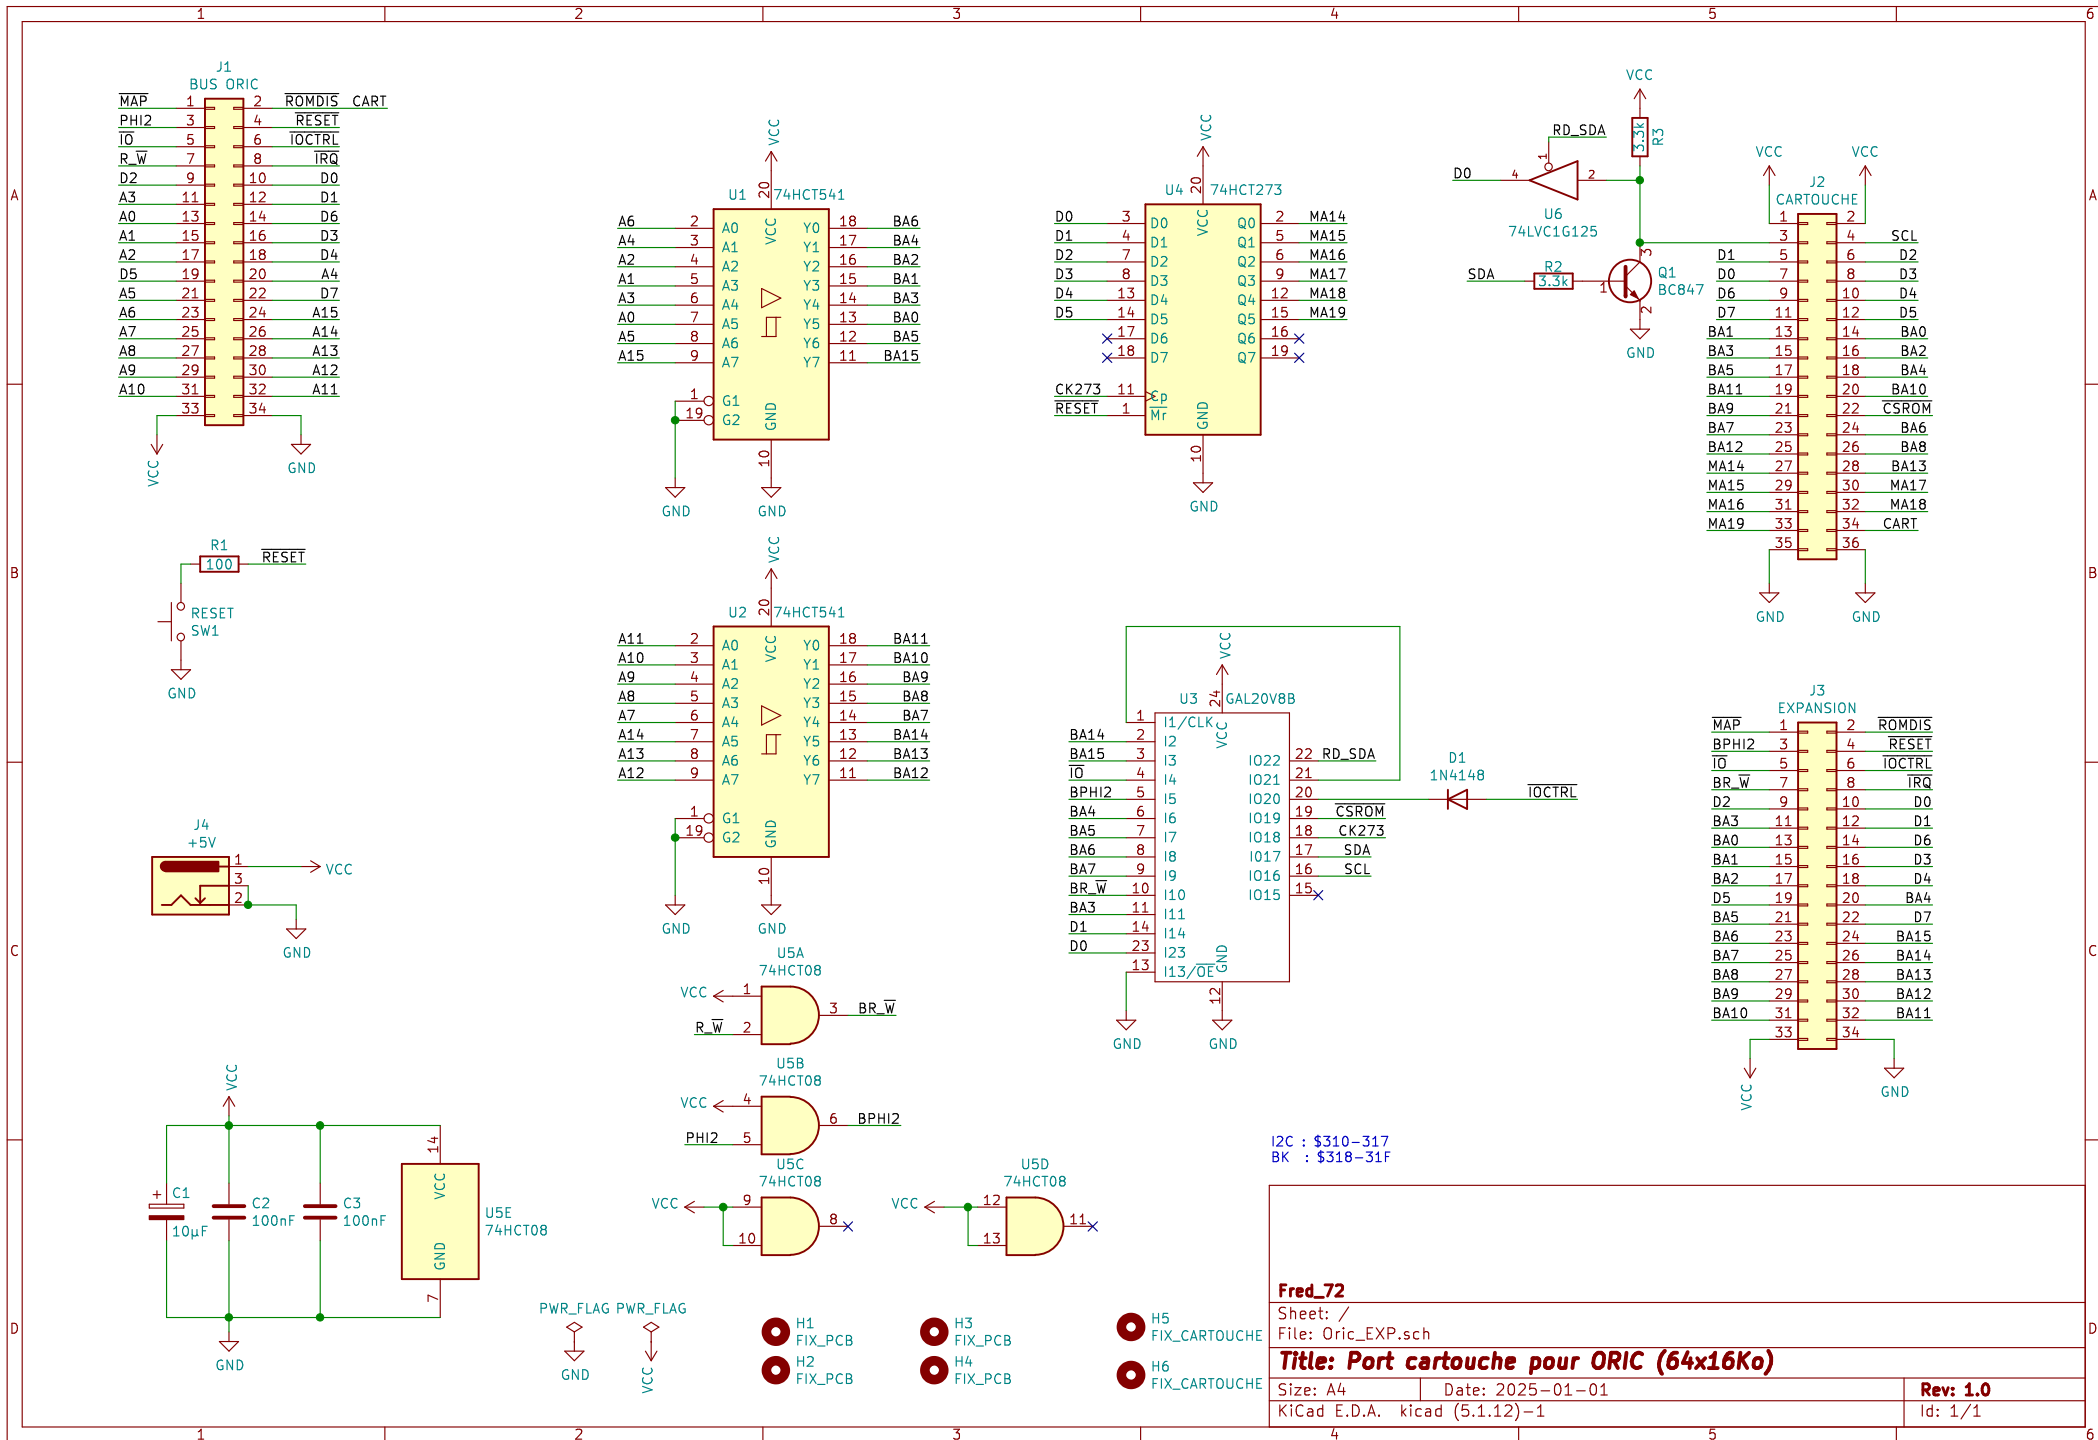 1 2 3 4 5 6
A
B
C
D
J1
BUS ORIC
MAP 1 2 ROMDIS CART
PHI2 3 4 RESET
IO 5 6 IOCTRL
R_W 7 8 IRQ
D2 9 10 D0
A3 11 12 D1
A0 13 14 D6
A1 15 16 D3
A2 17 18 D4
D5 19 20 A4
A5 21 22 D7
A6 23 24 A15
A7 25 26 A14
A8 27 28 A13
A9 29 30 A12
A10 31 32 A11
33 34
VCC
GND
R1
100
RESET
RESET
SW1
GND
J4
+5V
1
3
2
VCC
GND
VCC
+ C1
10µF
C2
100nF
C3
100nF
14
VCC
GND
7
U5E
74HCT08
GND
VCC
20
U1 74HCT541
VCC
A6 2 A0 Y0 18 BA6
A4 3 A1 Y1 17 BA4
A2 4 A2 Y2 16 BA2
A1 5 A3 Y3 15 BA1
A3 6 A4 Y4 14 BA3
A0 7 A5 Y5 13 BA0
A5 8 A6 Y6 12 BA5
A15 9 A7 Y7 11 BA15
1 G1
19 G2
GND
10
GND
GND
VCC
20
U2 74HCT541
VCC
A11 2 A0 Y0 18 BA11
A10 3 A1 Y1 17 BA10
A9 4 A2 Y2 16 BA9
A8 5 A3 Y3 15 BA8
A7 6 A4 Y4 14 BA7
A14 7 A5 Y5 13 BA14
A13 8 A6 Y6 12 BA13
A12 9 A7 Y7 11 BA12
1 G1
19 G2
GND
10
GND
GND
U5A
74HCT08
VCC 1
R_W 2
3 BR_W
U5B
74HCT08
VCC 4
PHI2 5
6 BPHI2
U5C
74HCT08
VCC 9
10
8
U5D
74HCT08
VCC 12
13
11
PWR_FLAG PWR_FLAG
GND
VCC
H1
FIX_PCB
H2
FIX_PCB
H3
FIX_PCB
H4
FIX_PCB
H5
FIX_CARTOUCHE
H6
FIX_CARTOUCHE
VCC
20
U4 74HCT273
VCC
D0 3 D0 Q0 2 MA14
D1 4 D1 Q1 5 MA15
D2 7 D2 Q2 6 MA16
D3 8 D3 Q3 9 MA17
D4 13 D4 Q4 12 MA18
D5 14 D5 Q5 15 MA19
17 D6 Q6 16
18 D7 Q7 19
CK273 11 Cp
RESET 1 Mr
GND
10
GND
VCC
24
U3 GAL20V8B
VCC
1 I1/CLK
BA14 2 I2
BA15 3 I3 IO22 22 RD_SDA
IO 4 I4 IO21 21
BPHI2 5 I5 IO20 20
BA4 6 I6 IO19 19 CSROM
BA5 7 I7 IO18 18 CK273
BA6 8 I8 I017 17 SDA
BA7 9 I9 IO16 16 SCL
BR_W 10 I10 IO15 15
BA3 11 I11
D1 14 I14
D0 23 I23
13 I13/OE
GND
12
GND
GND
D1
1N4148
IOCTRL
VCC
3.3k
R3
RD_SDA
1
D0 4 2
U6
74LVC1G125
SDA
R2
3.3k
1
3
2
Q1
BC847
GND
VCC VCC
J2
CARTOUCHE
1 2
3 4 SCL
D1 5 6 D2
D0 7 8 D3
D6 9 10 D4
D7 11 12 D5
BA1 13 14 BA0
BA3 15 16 BA2
BA5 17 18 BA4
BA11 19 20 BA10
BA9 21 22 CSROM
BA7 23 24 BA6
BA12 25 26 BA8
MA14 27 28 BA13
MA15 29 30 MA17
MA16 31 32 MA18
MA19 33 34 CART
35 36
GND GND
J3
EXPANSION
MAP 1 2 ROMDIS
BPHI2 3 4 RESET
IO 5 6 IOCTRL
BR_W 7 8 IRQ
D2 9 10 D0
BA3 11 12 D1
BA0 13 14 D6
BA1 15 16 D3
BA2 17 18 D4
D5 19 20 BA4
BA5 21 22 D7
BA6 23 24 BA15
BA7 25 26 BA14
BA8 27 28 BA13
BA9 29 30 BA12
BA10 31 32 BA11
33 34
VCC
GND
I2C : $310-317
BK : $318-31F
Fred_72
Sheet: /
File: Oric_EXP.sch
Title: Port cartouche pour ORIC (64x16Ko)
Size: A4 Date: 2025-01-01 Rev: 1.0
KiCad E.D.A. kicad (5.1.12)-1 Id: 1/1
A
B
C
D
1 2 3 4 5 6